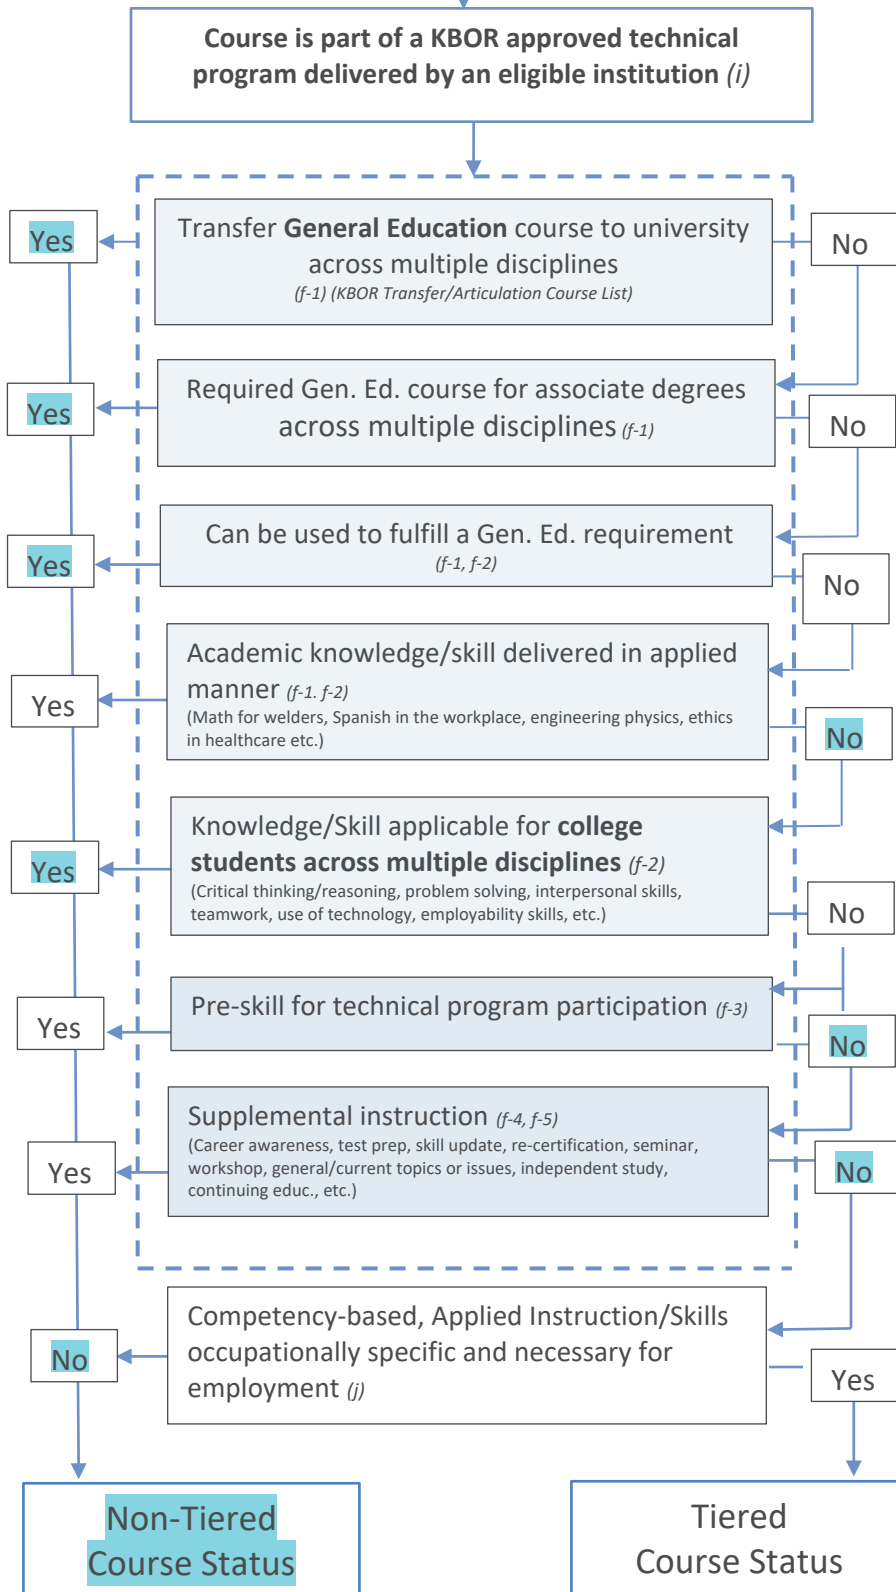 Course is part of a KBOR approved technical
program delivered by an eligible institution (i)
Yes
Transfer General Education course to university
across multiple disciplines
(f-1) (KBOR Transfer/Articulation Course List)
No
Yes
Required Gen. Ed. course for associate degrees
across multiple disciplines (f-1)
No
Yes
Can be used to fulfill a Gen. Ed. requirement
(f-1, f-2)
No
Yes
Academic knowledge/skill delivered in applied
manner (f-1. f-2)
(Math for welders, Spanish in the workplace, engineering physics, ethics
in healthcare etc.)
No
Yes
Knowledge/Skill applicable for college
students across multiple disciplines (f-2)
(Critical thinking/reasoning, problem solving, interpersonal skills,
teamwork, use of technology, employability skills, etc.)
No
Yes
Pre-skill for technical program participation (f-3)
No
Yes
Supplemental instruction (f-4, f-5)
(Career awareness, test prep, skill update, re-certification, seminar,
workshop, general/current topics or issues, independent study,
continuing educ., etc.)
No
No
Competency-based, Applied Instruction/Skills
occupationally specific and necessary for
employment (j)
Yes
Non-Tiered
Course Status
Tiered
Course Status